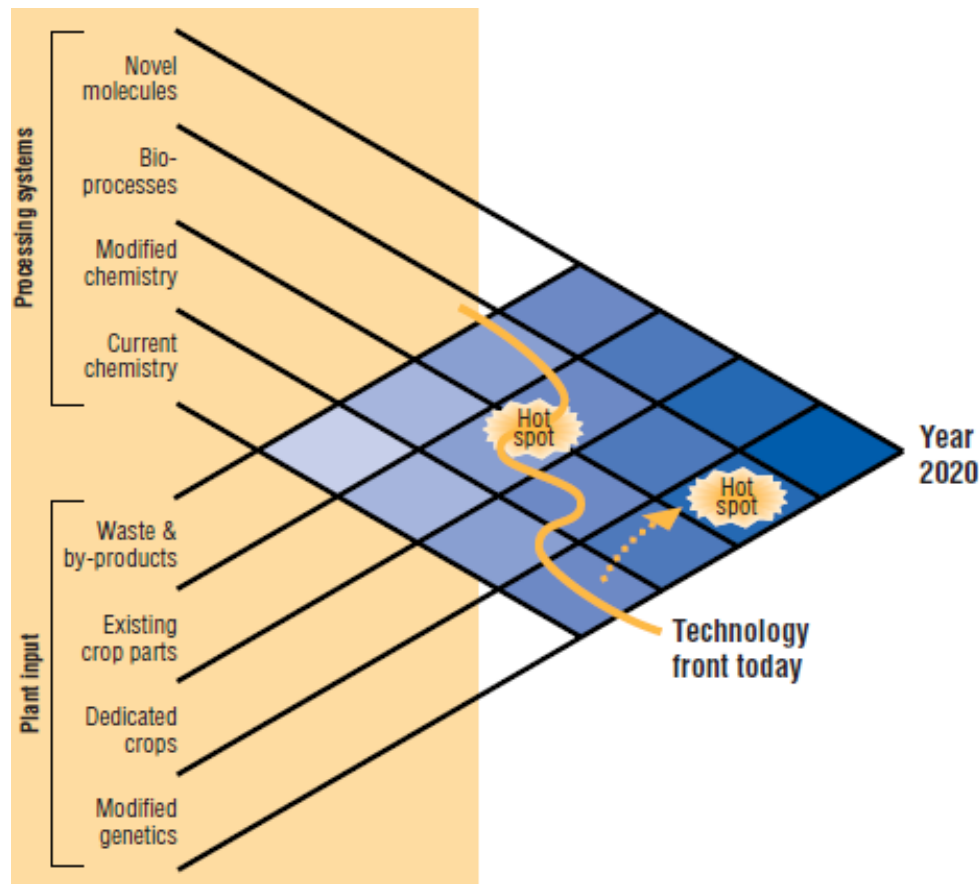 Processing systems
Novel
molecules
Bio-
processes
Modified
chemistry
Current
chemistry
Plant input
Waste &
by-products
Existing
crop parts
Dedicated
crops
Modified
genetics
Hot
spot
Hot
spot
Year
2020
Technology
front today